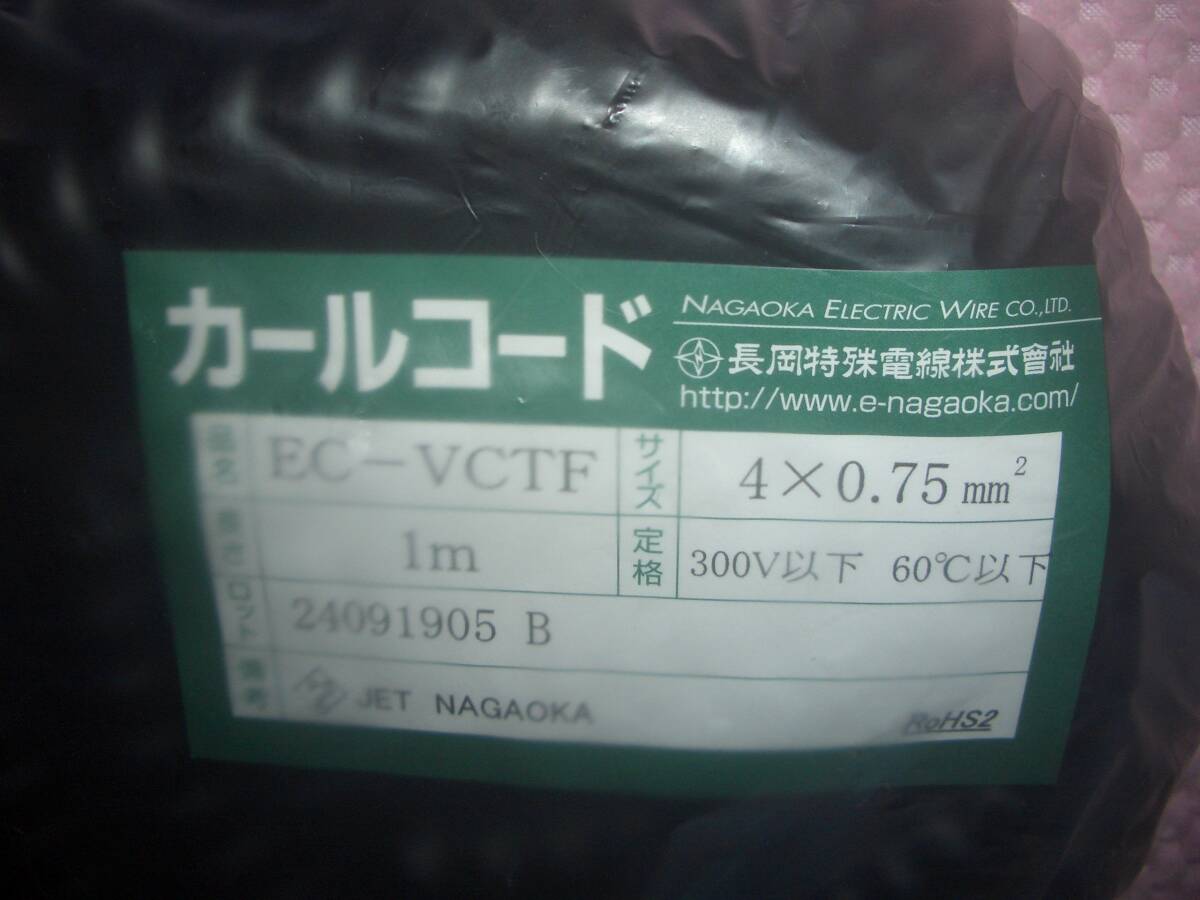 カールコード
NAGAOKA ELECTRIC WIRE CO.,LTD.
長岡特殊電線株式會社
http://www.e-nagaoka.com/
品名 EC-VCTF サイズ 4×0.75mm²
長さ 1m 定格 300V以下 60℃以下
ロット 24091905 B
備考 JET NAGAOKA RoHS2